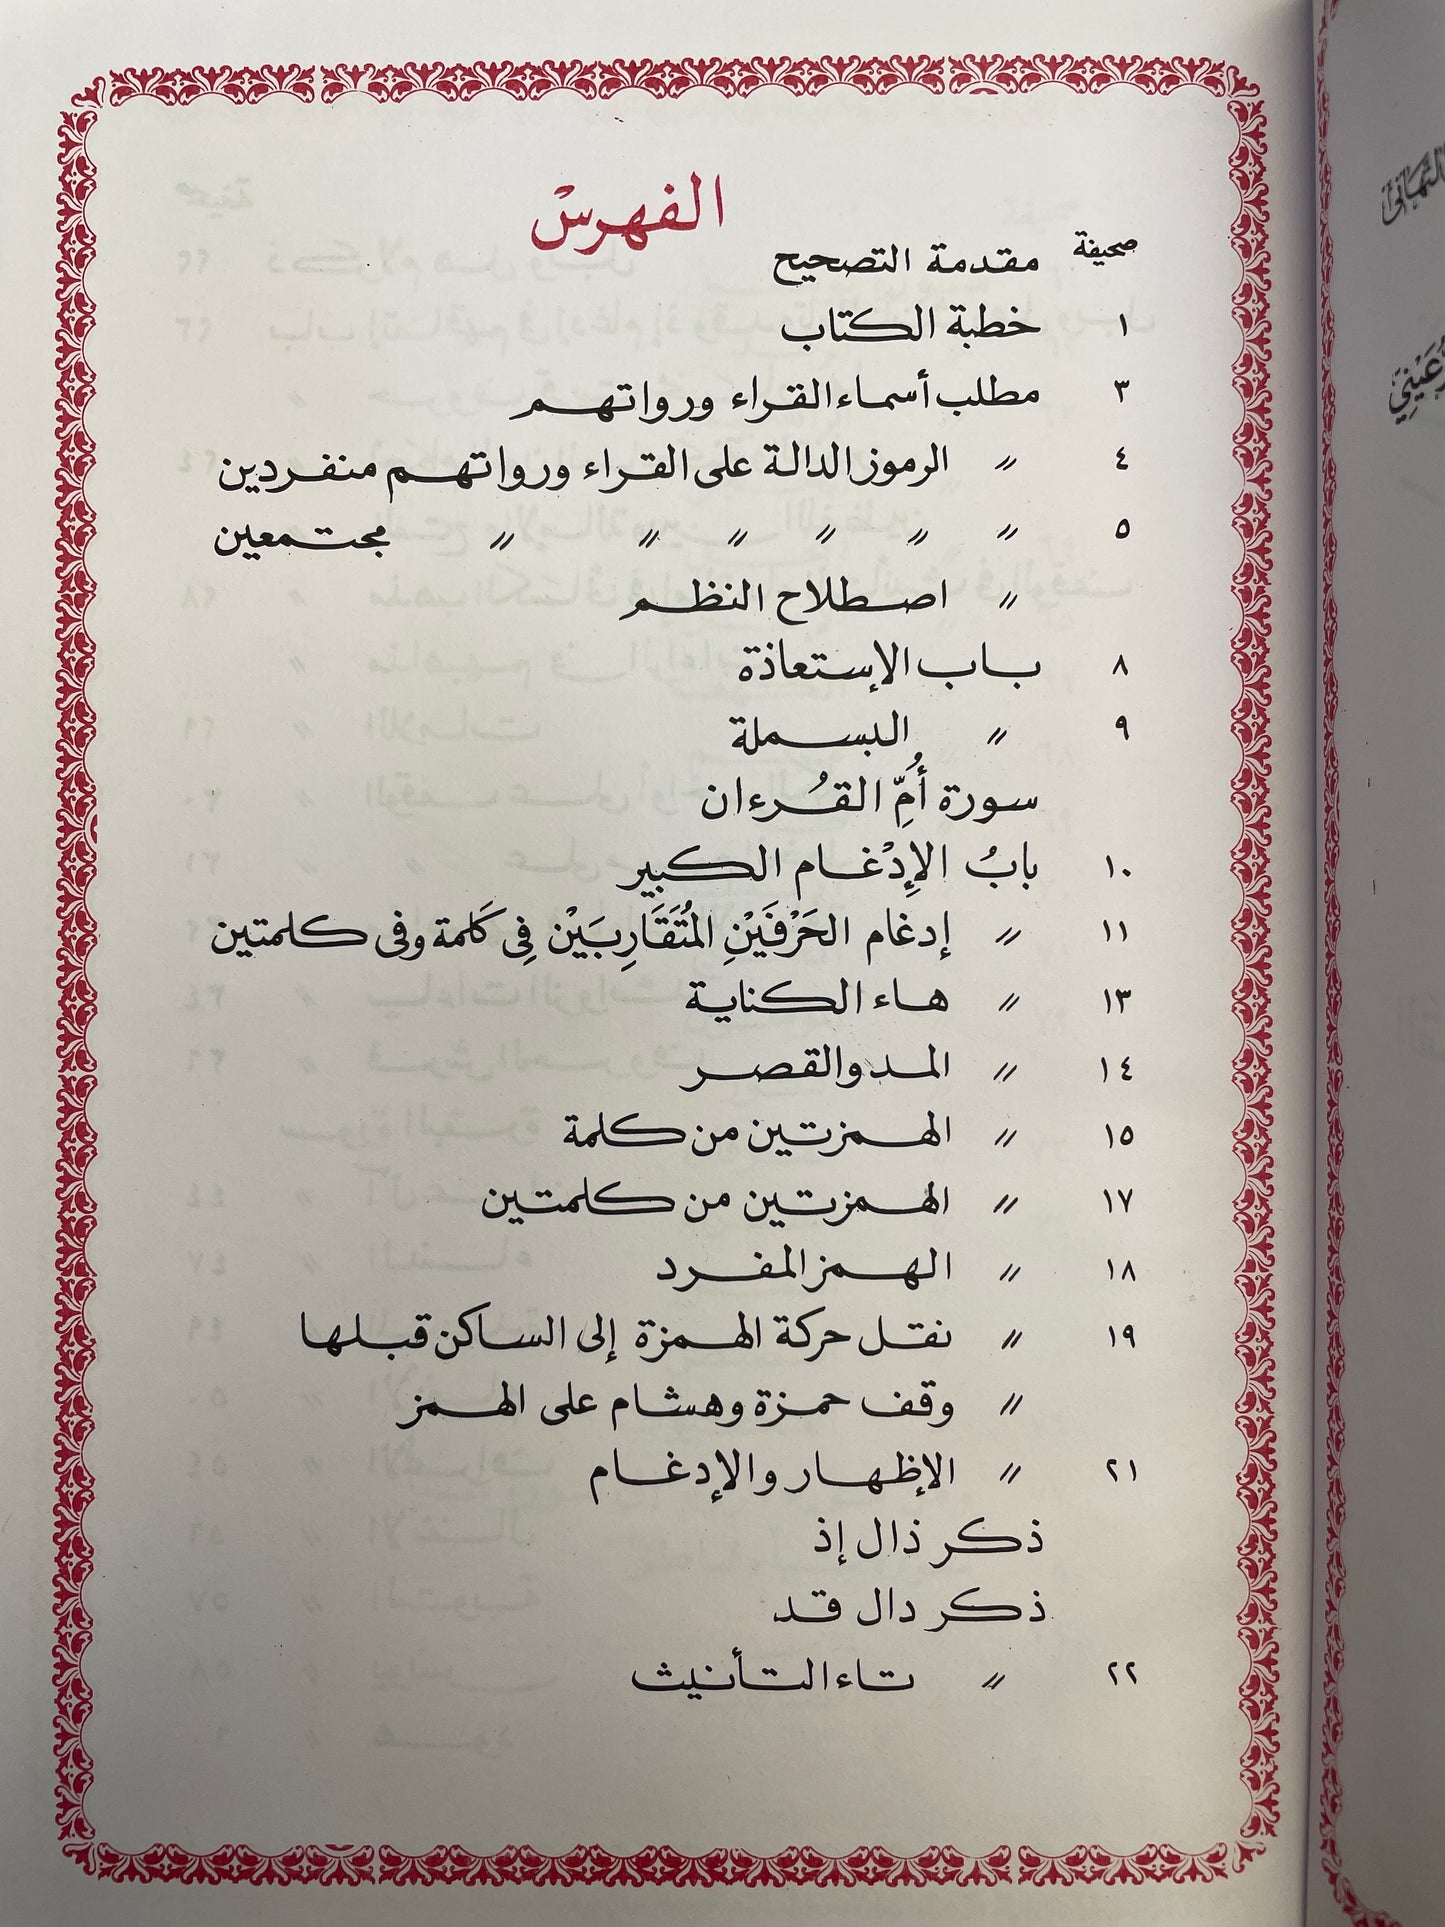 الفهرس
صحيفة
مقدمة التصحيح
١ خطبة الكتاب
٣ مطلب أسماء القراء ورواتهم
٤ 〃 الرموز الدالة على القراء ورواتهم منفردين
٥ 〃 〃 〃 〃 〃 〃 مجتمعين
〃 اصطلاح النظم
٨ باب الإستعاذة
٩ 〃 البسملة
سورة أُمِّ القُرءان
١٠ بابُ الإِدْغام الكبير
١١ 〃 إدغام الحَرْفَيْنِ المُتَقَارِبَيْن فِي كَلمة وفى كلمتين
١٣ 〃 هاء الكناية
١٤ 〃 المد والقصر
١٥ 〃 الهمزتين من كلمة
١٧ 〃 الهمزتين من كلمتين
١٨ 〃 الهمز المفرد
١٩ 〃 نقل حركة الهمزة إلى الساكن قبلها
〃 وقف حمزة وهشام على الهمز
٢١ 〃 الإظهار والإدغام
ذكر ذال إذ
ذكر دال قد
٢٢ 〃 تاء التأنيث